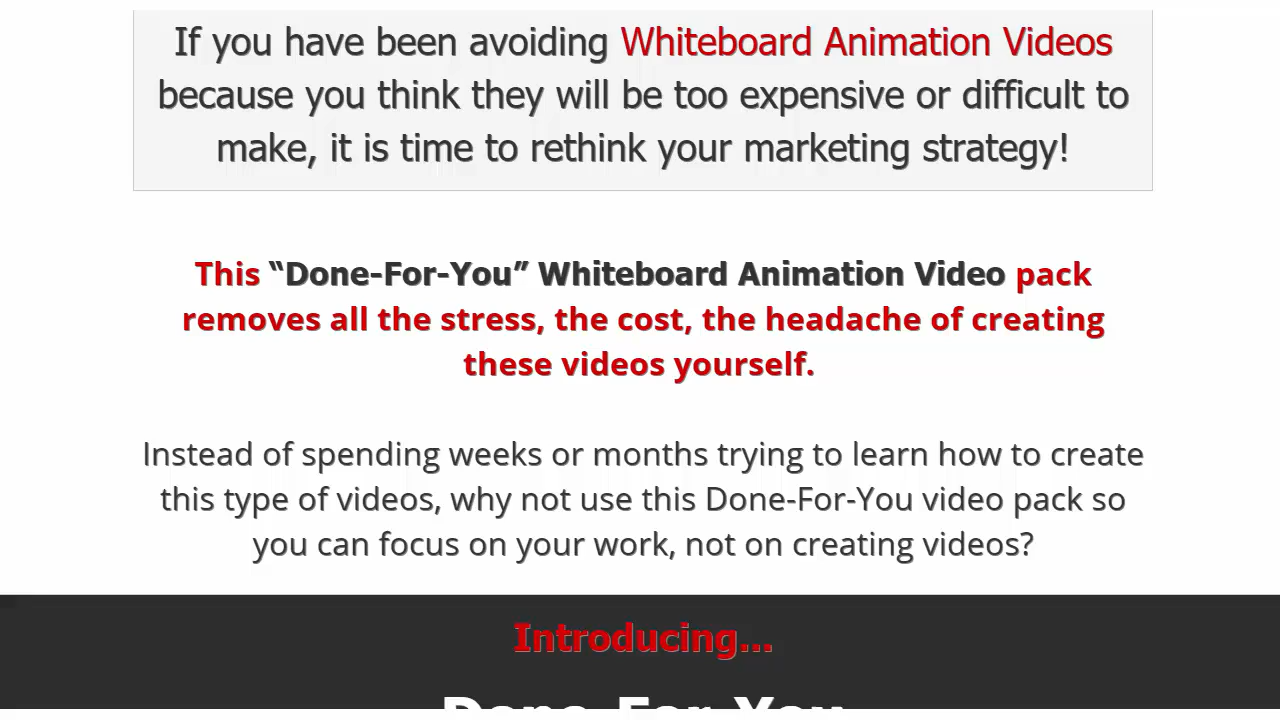 If you have been avoiding Whiteboard Animation Videos
because you think they will be too expensive or difficult to
make, it is time to rethink your marketing strategy!
This “Done-For-You” Whiteboard Animation Video pack
removes all the stress, the cost, the headache of creating
these videos yourself.
Instead of spending weeks or months trying to learn how to create
this type of videos, why not use this Done-For-You video pack so
you can focus on your work, not on creating videos?
Introducing...
Done-For-You